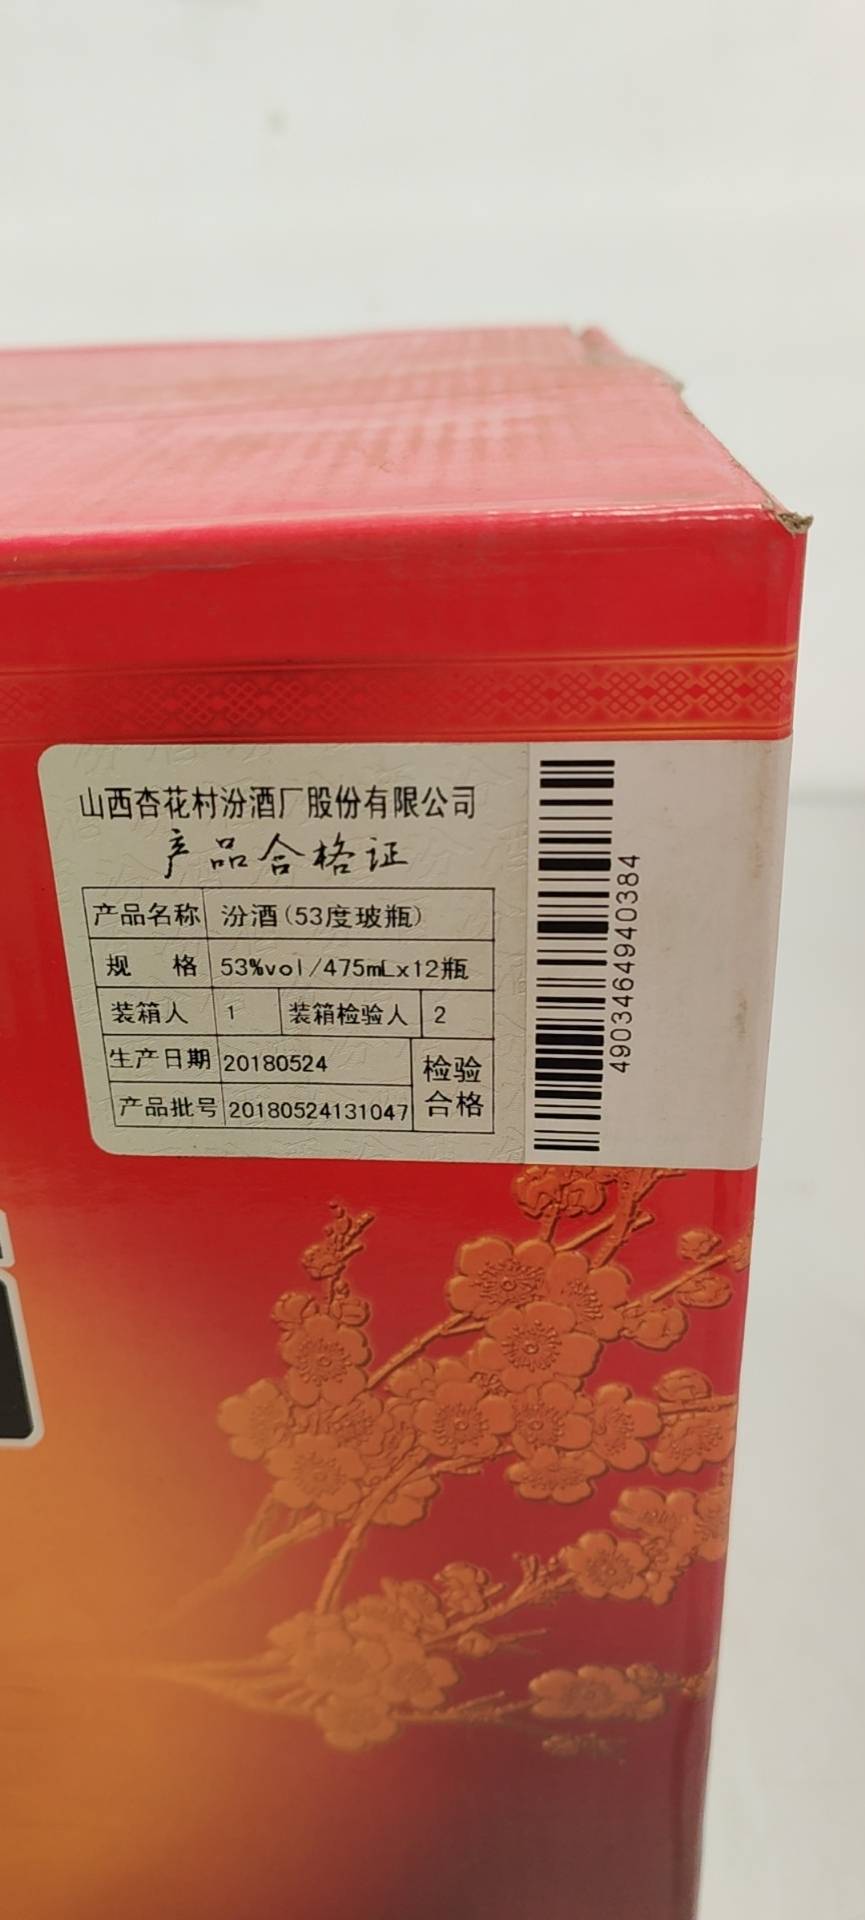 山西杏花村汾酒厂股份有限公司
产品合格证
产品名称 汾酒(53度玻瓶)
规 格 53%vol/475mLx12瓶
装箱人 1 装箱检验人 2
生产日期 20180524 检验
产品批号 20180524131047 合格
4903464940384